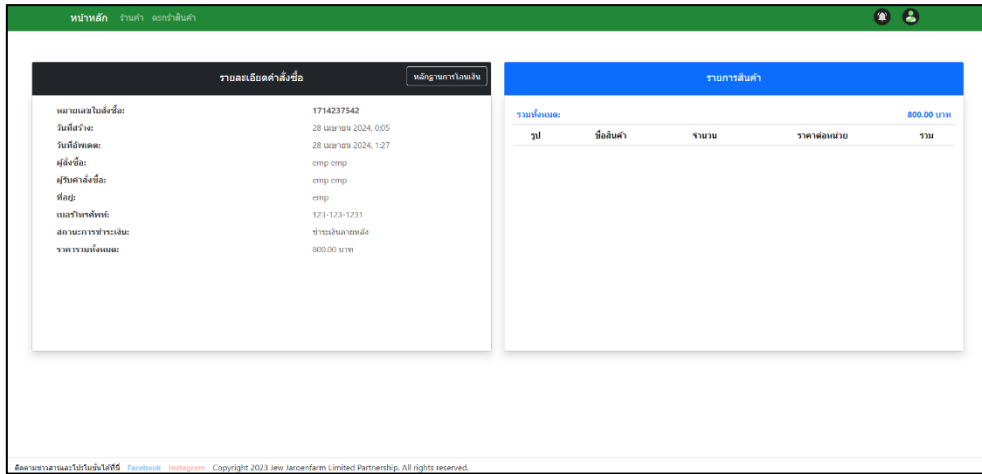 หน้าหลัก ร้านค้า ตะกร้าสินค้า
รายละเอียดคำสั่งซื้อ หลักฐานการโอนเงิน
หมายเลขใบสั่งซื้อ: 1714237542
วันที่สร้าง: 28 เมษายน 2024, 0:05
วันที่อัพเดต: 28 เมษายน 2024, 1:27
ผู้สั่งซื้อ: emp emp
ผู้รับคำสั่งซื้อ: emp emp
ที่อยู่: emp
เบอร์โทรศัพท์: 123-123-1231
สถานะการชำระเงิน: ชำระเงินภายหลัง
ราคารวมทั้งหมด: 800.00 บาท
รายการสินค้า
รวมทั้งหมด: 800.00 บาท
รูป ชื่อสินค้า จำนวน ราคาต่อหน่วย รวม
ติดตามข่าวสารและโปรโมชั่นได้ที่นี่ Facebook Instagram Copyright 2023 Jew Jaroenfarm Limited Partnership. All rights reserved.